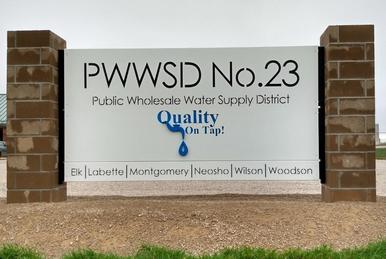 PWWSD No.23
Public Wholesale Water Supply District
Quality
On Tap!
Elk|Labette|Montgomery|Neosho|Wilson|Woodson